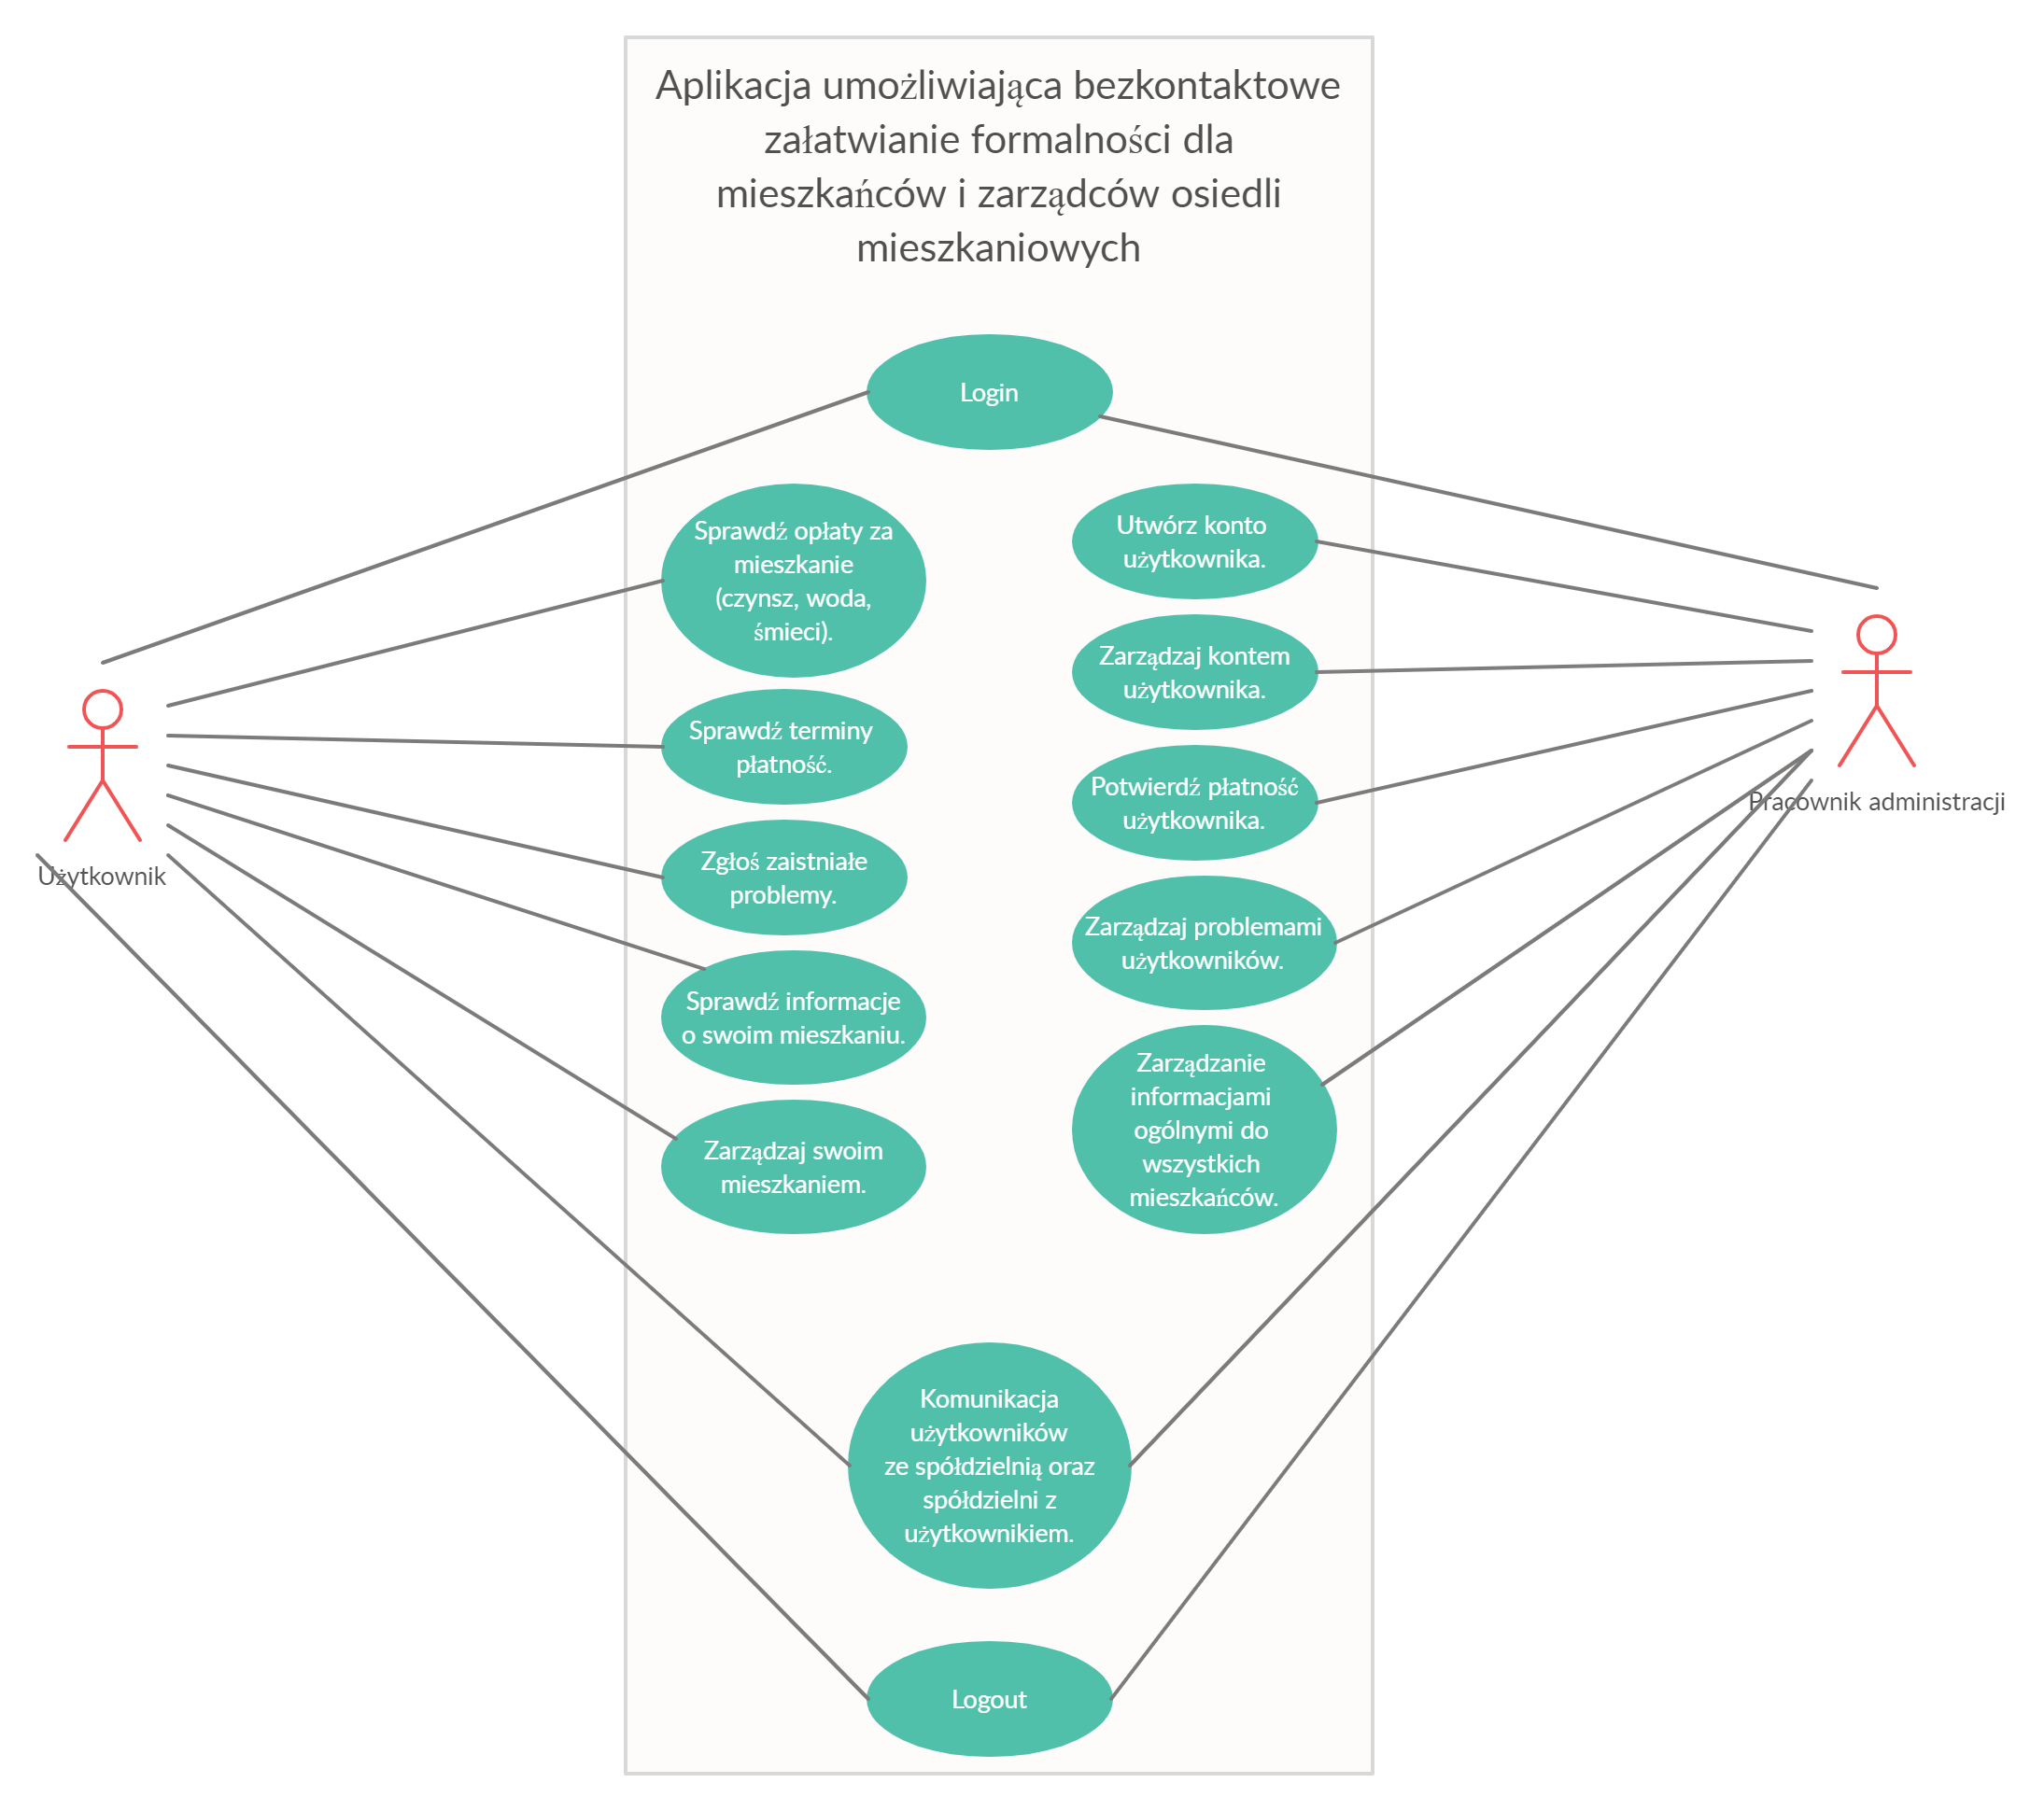 Aplikacja umożliwiająca bezkontaktowe
załatwianie formalności dla
mieszkańców i zarządców osiedli
mieszkaniowych
Login
Sprawdź opłaty za
mieszkanie
(czynsz, woda,
śmieci).
Utwórz konto
użytkownika.
Zarządzaj kontem
użytkownika.
Sprawdź terminy
płatność.
Potwierdź płatność
użytkownika.
Pracownik administracji
Użytkownik
Zgłoś zaistniałe
problemy.
Zarządzaj problemami
użytkowników.
Sprawdź informacje
o swoim mieszkaniu.
Zarządzanie
informacjami
ogólnymi do
wszystkich
mieszkańców.
Zarządzaj swoim
mieszkaniem.
Komunikacja
użytkowników
ze spółdzielnią oraz
spółdzielni z
użytkownikiem.
Logout